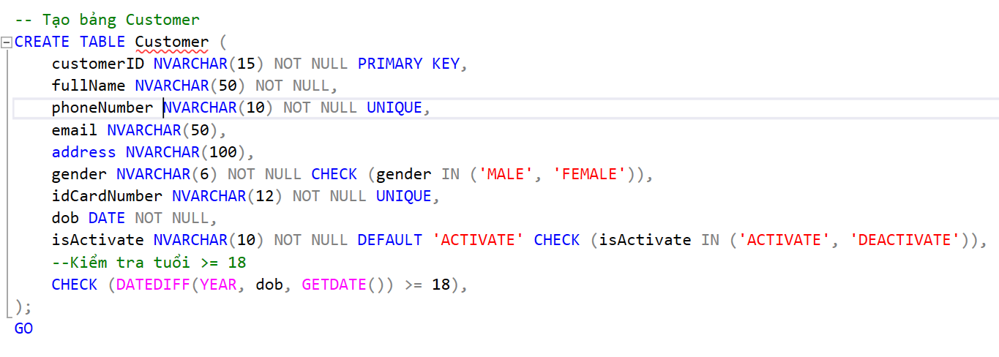 -- Tạo bảng Customer
CREATE TABLE Customer (
customerID NVARCHAR(15) NOT NULL PRIMARY KEY,
fullName NVARCHAR(50) NOT NULL,
phoneNumber NVARCHAR(10) NOT NULL UNIQUE,
email NVARCHAR(50),
address NVARCHAR(100),
gender NVARCHAR(6) NOT NULL CHECK (gender IN ('MALE', 'FEMALE')),
idCardNumber NVARCHAR(12) NOT NULL UNIQUE,
dob DATE NOT NULL,
isActivate NVARCHAR(10) NOT NULL DEFAULT 'ACTIVATE' CHECK (isActivate IN ('ACTIVATE', 'DEACTIVATE')),
--Kiểm tra tuổi >= 18
CHECK (DATEDIFF(YEAR, dob, GETDATE()) >= 18),
);
GO